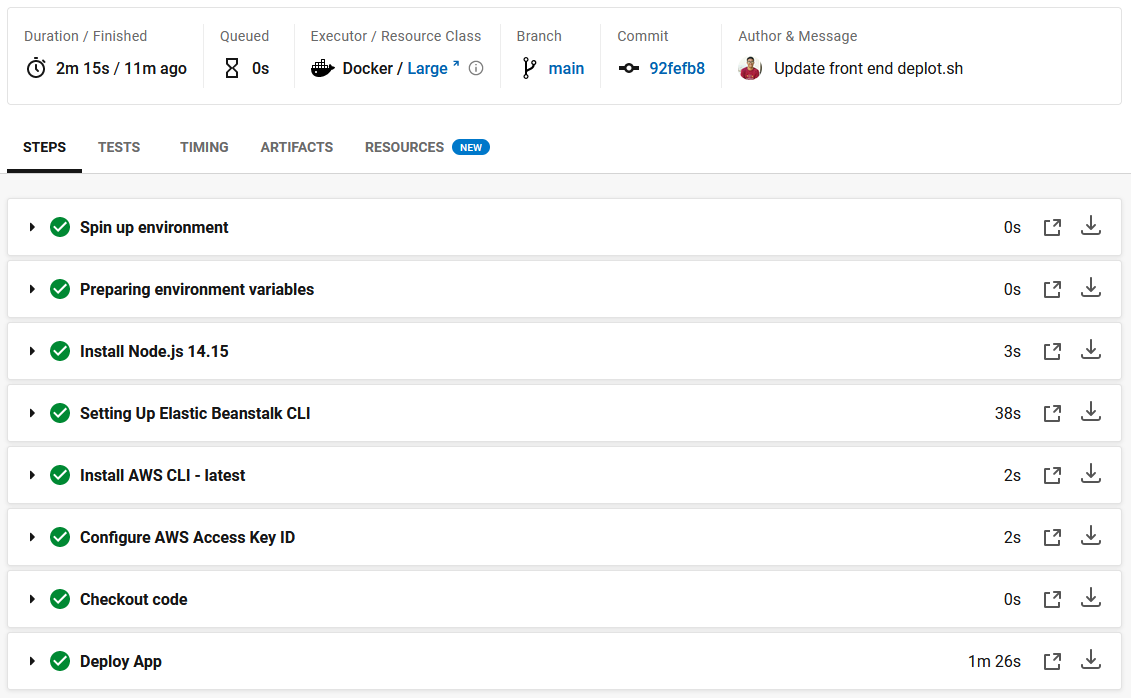 Duration / Finished Queued Executor / Resource Class Branch Commit Author & Message
2m 15s / 11m ago 0s Docker / Large main 92fefb8 Update front end deplot.sh
STEPS TESTS TIMING ARTIFACTS RESOURCES NEW
Spin up environment 0s
Preparing environment variables 0s
Install Node.js 14.15 3s
Setting Up Elastic Beanstalk CLI 38s
Install AWS CLI - latest 2s
Configure AWS Access Key ID 2s
Checkout code 0s
Deploy App 1m 26s